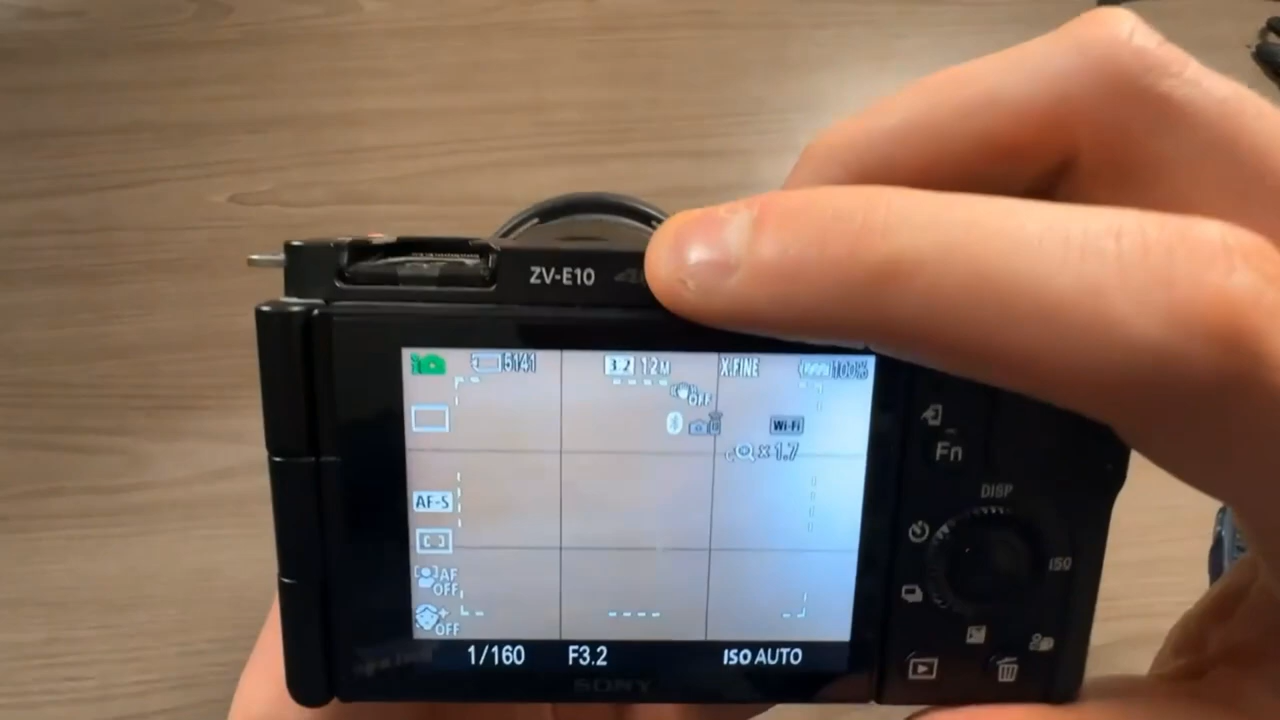 ZV-E10 4
5141 3:2 12M X.FINE 100%
OFF
Wi-Fi
C × 1.7
AF-S
AF
OFF
OFF
1/160 F3.2 ISO AUTO
SONY
Fn
DISP
ISO